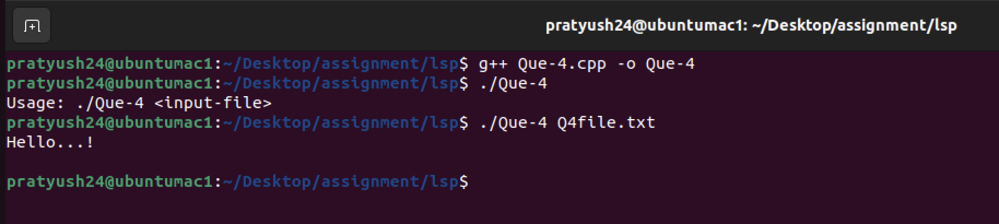 pratyush24@ubuntumac1: ~/Desktop/assignment/lsp
pratyush24@ubuntumac1:~/Desktop/assignment/lsp$ g++ Que-4.cpp -o Que-4
pratyush24@ubuntumac1:~/Desktop/assignment/lsp$ ./Que-4
Usage: ./Que-4 <input-file>
pratyush24@ubuntumac1:~/Desktop/assignment/lsp$ ./Que-4 Q4file.txt
Hello...!
pratyush24@ubuntumac1:~/Desktop/assignment/lsp$